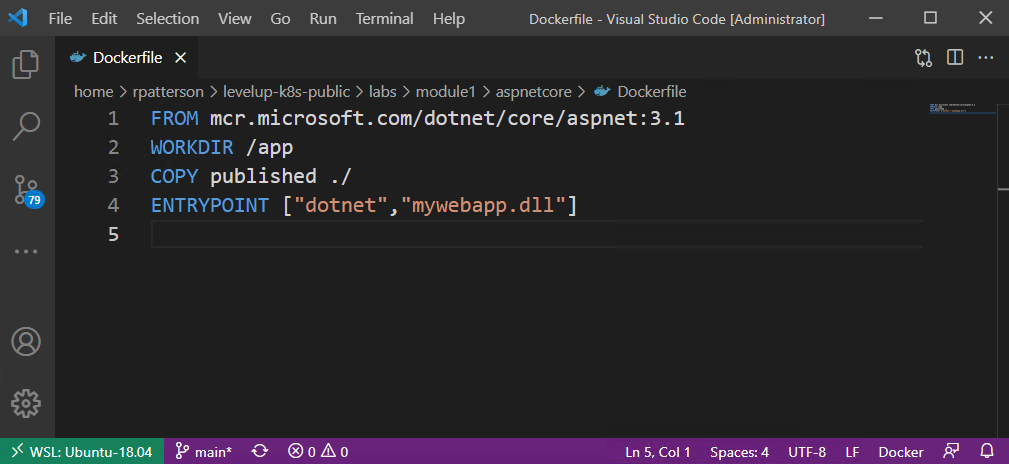 File Edit Selection View Go Run Terminal Help Dockerfile - Visual Studio Code [Administrator]
Dockerfile
home > rpatterson > levelup-k8s-public > labs > module1 > aspnetcore > Dockerfile
1 FROM mcr.microsoft.com/dotnet/core/aspnet:3.1
2 WORKDIR /app
3 COPY published ./
4 ENTRYPOINT ["dotnet","mywebapp.dll"]
5
79
WSL: Ubuntu-18.04 main* 0 0 Ln 5, Col 1 Spaces: 4 UTF-8 LF Docker